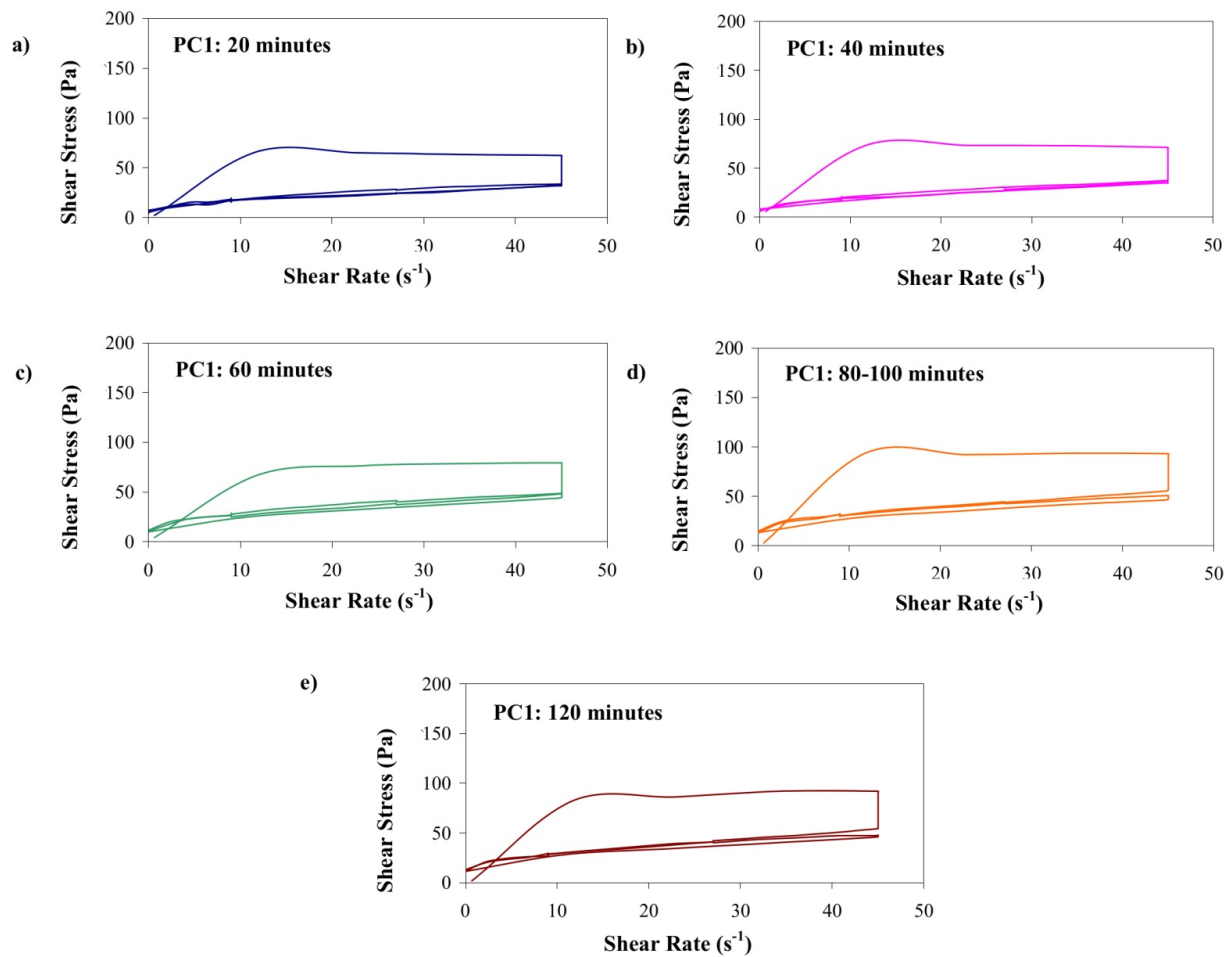 a)
PC1: 20 minutes
Shear Stress (Pa)
200
150
100
50
0
0 10 20 30 40 50
Shear Rate (s⁻¹)
b)
PC1: 40 minutes
Shear Stress (Pa)
200
150
100
50
0
0 10 20 30 40 50
Shear Rate (s⁻¹)
c)
PC1: 60 minutes
Shear Stress (Pa)
200
150
100
50
0
0 10 20 30 40 50
Shear Rate (s⁻¹)
d)
PC1: 80-100 minutes
Shear Stress (Pa)
200
150
100
50
0
0 10 20 30 40 50
Shear Rate (s⁻¹)
e)
PC1: 120 minutes
Shear Stress (Pa)
200
150
100
50
0
0 10 20 30 40 50
Shear Rate (s⁻¹)